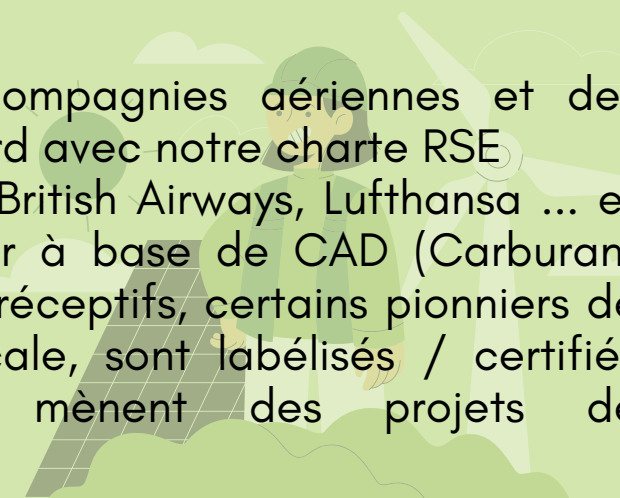 compagnies aériennes et de
rd avec notre charte RSE
British Airways, Lufthansa ... e
r à base de CAD (Carburan
réceptifs, certains pionniers de
cale, sont labélisés / certifié
mènent des projets de